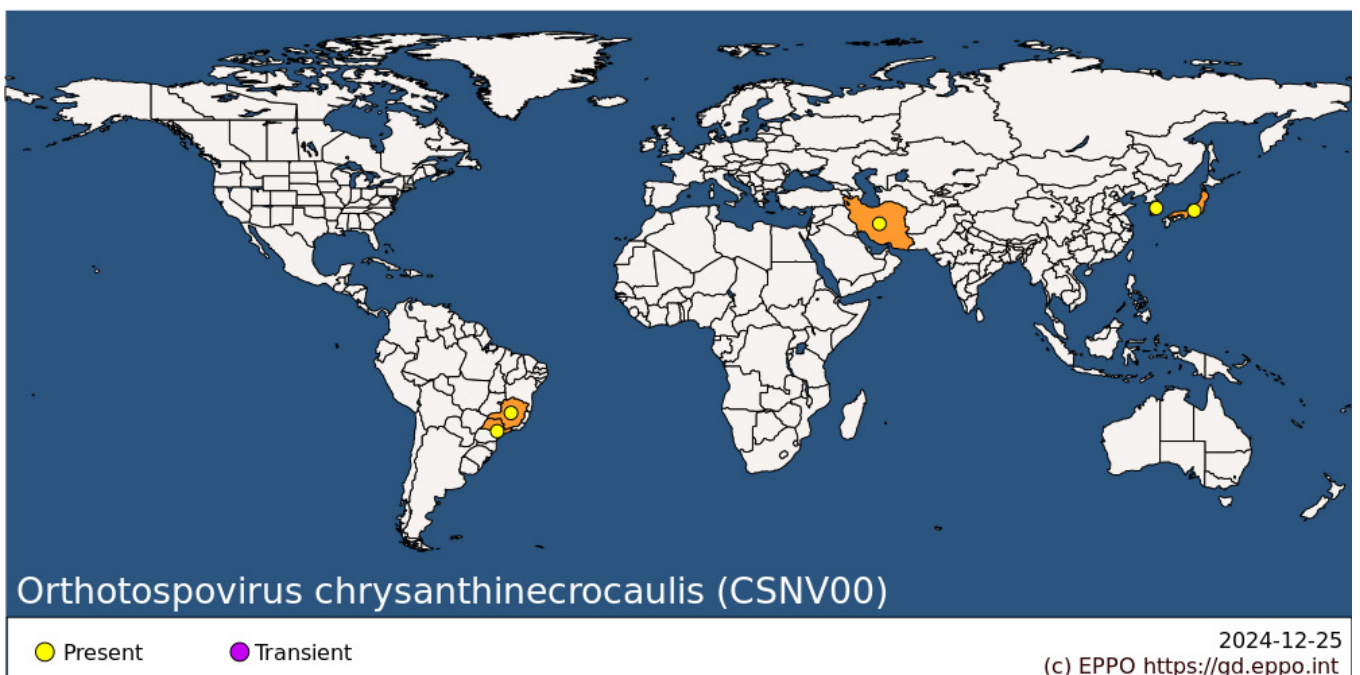 Orthotospovirus chrysanthinecrocaulis (CSNV00)
Present
Transient
2024-12-25
(c) EPPO https://gd.eppo.int